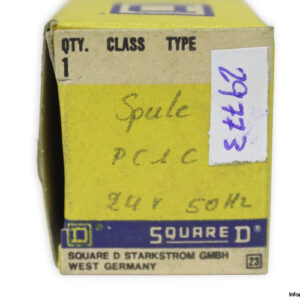 QTY. CLASS TYPE
1
29773
Spule
PC1C
24V 50Hz
D SQUARE D®
SQUARE D STARKSTROM GMBH
WEST GERMANY
23